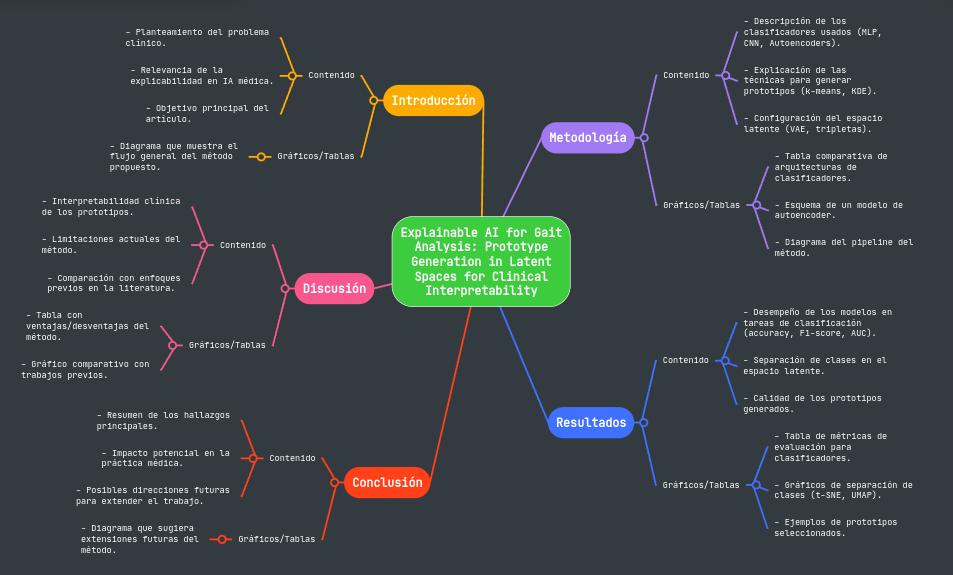 Explainable AI for Gait
Analysis: Prototype
Generation in Latent
Spaces for Clinical
Interpretability
Introducción
Contenido
- Planteamiento del problema
clínico.
- Relevancia de la
explicabilidad en IA médica.
- Objetivo principal del
artículo.
Gráficos/Tablas
- Diagrama que muestra el
flujo general del método
propuesto.
Metodología
Contenido
- Descripción de los
clasificadores usados (MLP,
CNN, Autoencoders).
- Explicación de las
técnicas para generar
prototipos (k-means, KDE).
- Configuración del espacio
latente (VAE, tripletas).
Gráficos/Tablas
- Tabla comparativa de
arquitecturas de
clasificadores.
- Esquema de un modelo de
autoencoder.
- Diagrama del pipeline del
método.
Resultados
Contenido
- Desempeño de los modelos en
tareas de clasificación
(accuracy, F1-score, AUC).
- Separación de clases en el
espacio latente.
- Calidad de los prototipos
generados.
Gráficos/Tablas
- Tabla de métricas de
evaluación para
clasificadores.
- Gráficos de separación de
clases (t-SNE, UMAP).
- Ejemplos de prototipos
seleccionados.
Discusión
Contenido
- Interpretabilidad clínica
de los prototipos.
- Limitaciones actuales del
método.
- Comparación con enfoques
previos en la literatura.
Gráficos/Tablas
- Tabla con
ventajas/desventajas del
método.
- Gráfico comparativo con
trabajos previos.
Conclusión
Contenido
- Resumen de los hallazgos
principales.
- Impacto potencial en la
práctica médica.
- Posibles direcciones futuras
para extender el trabajo.
Gráficos/Tablas
- Diagrama que sugiera
extensiones futuras del
método.